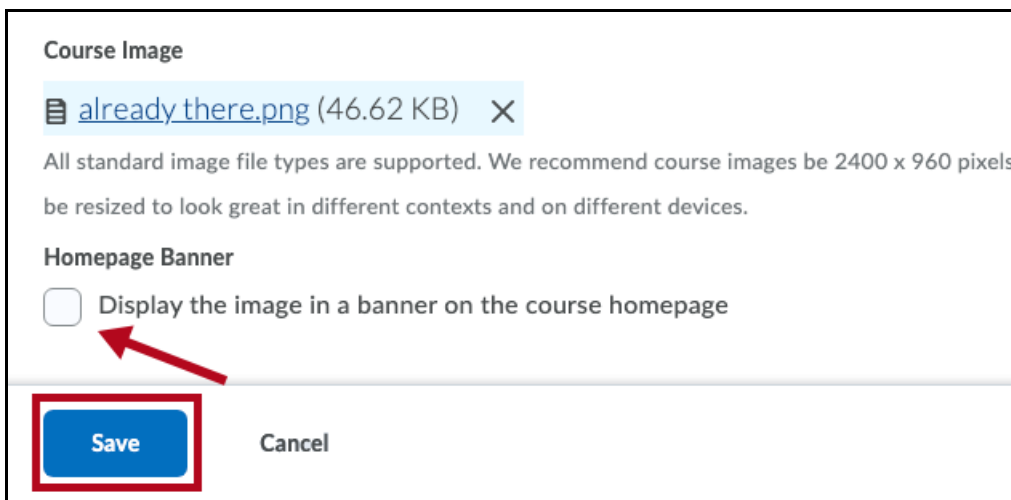 Course Image
already there.png (46.62 KB)
All standard image file types are supported. We recommend course images be 2400 x 960 pixels
be resized to look great in different contexts and on different devices.
Homepage Banner
Display the image in a banner on the course homepage
Save Cancel